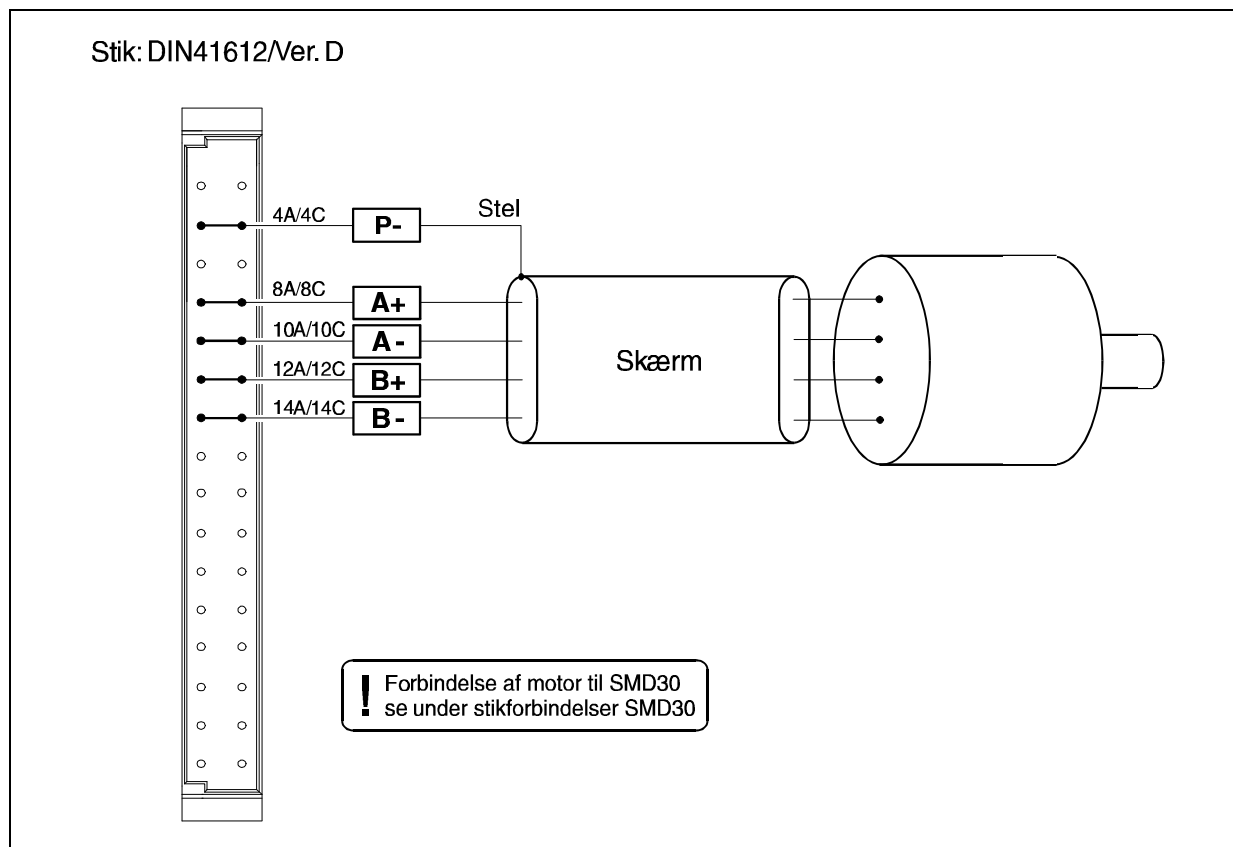 Stik: DIN41612/Ver. D
4A/4C
P-
Stel
8A/8C
A+
10A/10C
A-
12A/12C
B+
14A/14C
B-
Skærm
! Forbindelse af motor til SMD30
se under stikforbindelser SMD30